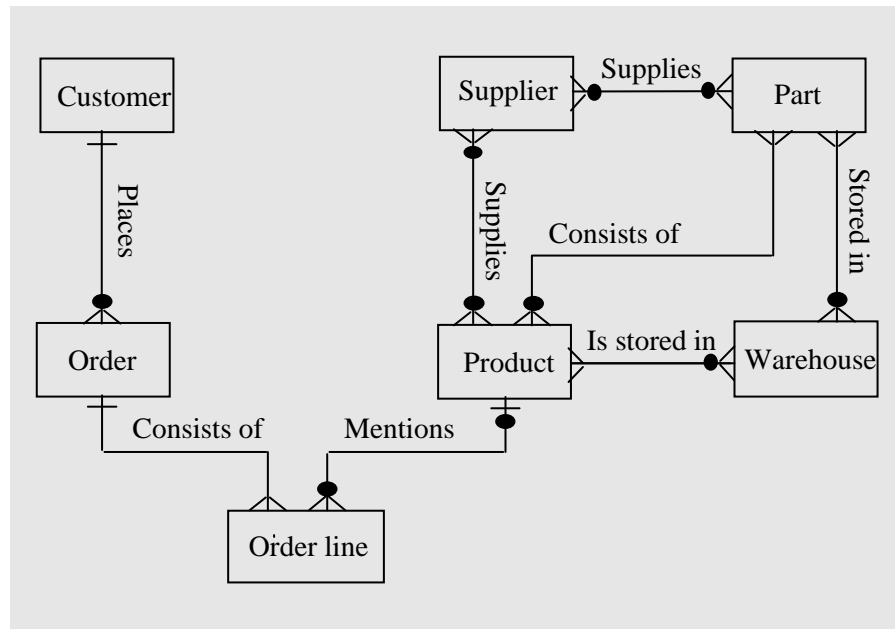 Customer
Supplier
Supplies
Part
Places
Supplies
Consists of
Stored in
Order
Product
Is stored in
Warehouse
Consists of
Mentions
Order line